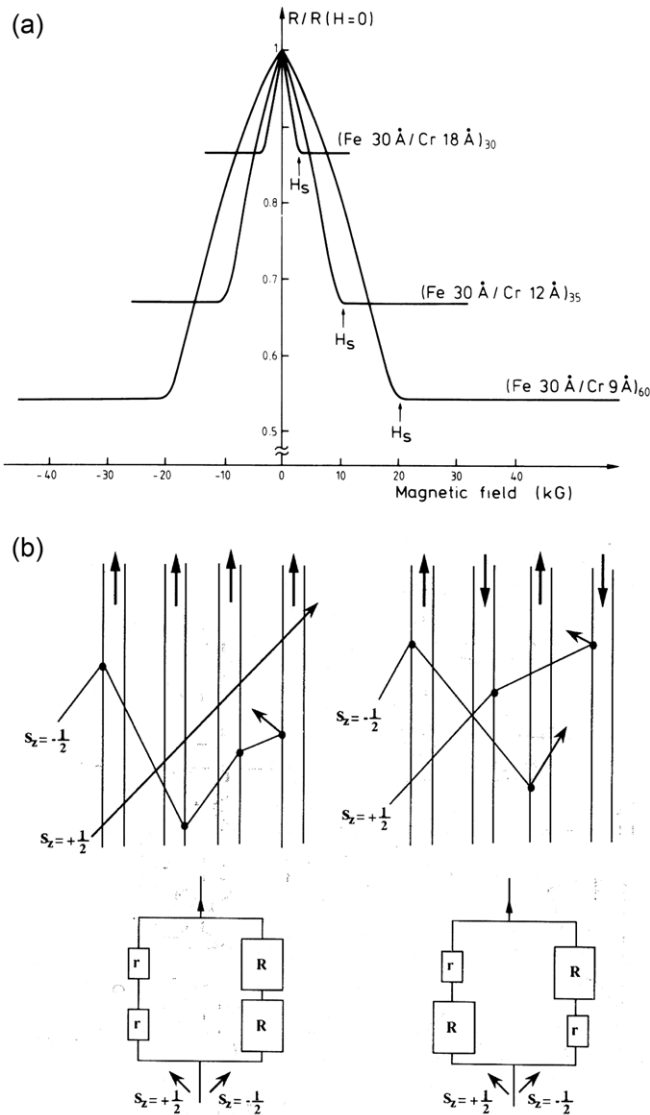 (a)
R/R(H=0)
1
(Fe 30 Å/Cr 18 Å)30
Hs
0.8
0.7
(Fe 30 Å/Cr 12 Å)35
Hs
0.6
(Fe 30 Å/Cr 9 Å)60
Hs
0.5
-40 -30 -20 -10 0 10 20 30 40
Magnetic field (kG)
(b)
Sz=-1/2
Sz=+1/2
Sz=-1/2
Sz=+1/2
r R
r R
Sz=+1/2 Sz=-1/2
r R
R r
Sz=+1/2 Sz=-1/2